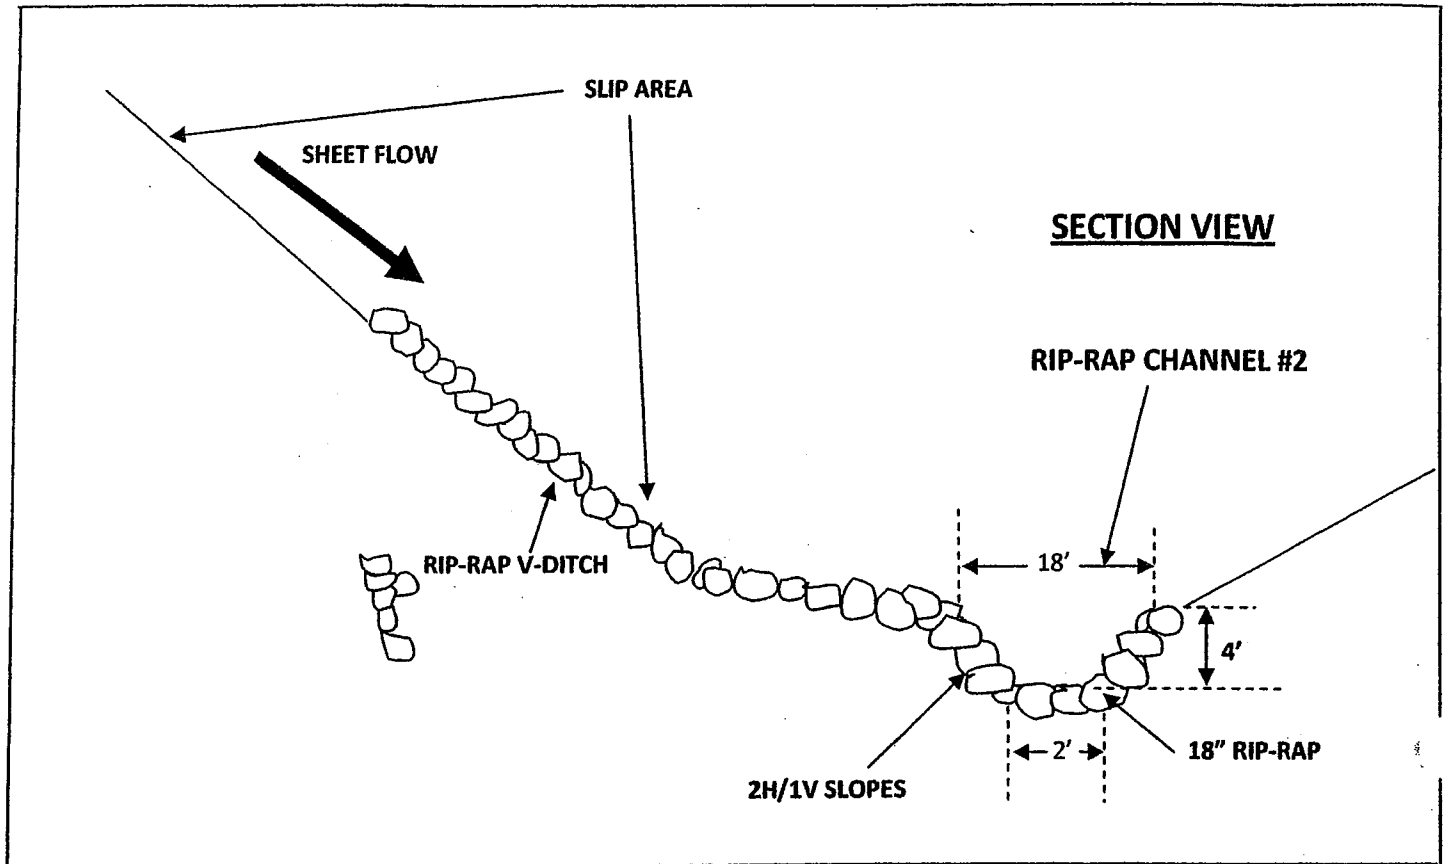 SLIP AREA
SHEET FLOW
SECTION VIEW
RIP-RAP CHANNEL #2
RIP-RAP V-DITCH
18'
4'
2'
18" RIP-RAP
2H/1V SLOPES